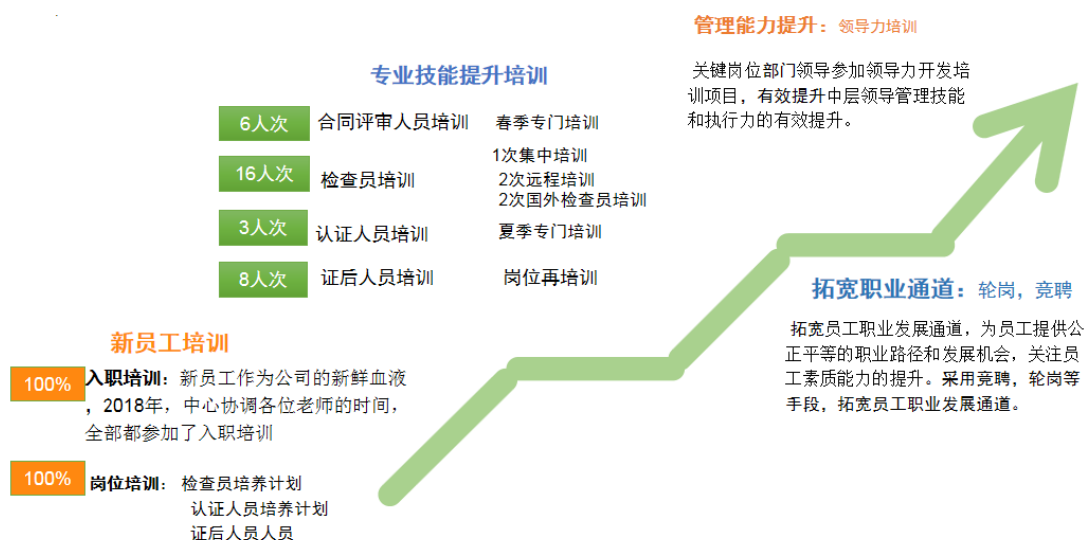 管理能力提升：领导力培训
关键岗位部门领导参加领导力开发培
训项目，有效提升中层领导管理技能
和执行力的有效提升。
专业技能提升培训
6人次 合同评审人员培训 春季专门培训
16人次 检查员培训
1次集中培训
2次远程培训
2次国外检查员培训
3人次 认证人员培训 夏季专门培训
8人次 证后人员培训 岗位再培训
拓宽职业通道：轮岗，竞聘
拓宽员工职业发展通道，为员工提供公
正平等的职业路径和发展机会，关注员
工素质能力的提升。采用竞聘，轮岗等
手段，拓宽员工职业发展通道。
新员工培训
100% 入职培训：新员工作为公司的新鲜血液
，2018年，中心协调各位老师的时间，
全部都参加了入职培训
100% 岗位培训： 检查员培养计划
认证人员培养计划
证后人员人员